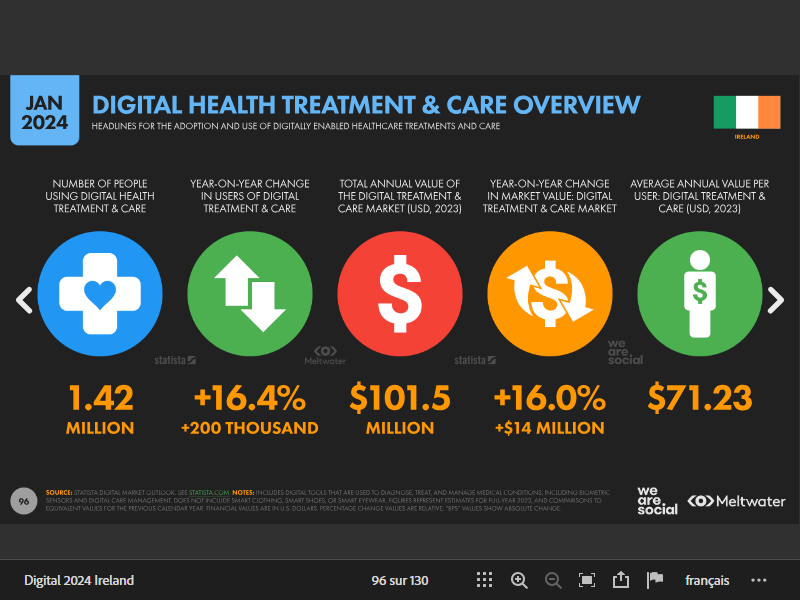 JAN
2024
DIGITAL HEALTH TREATMENT & CARE OVERVIEW
HEADLINES FOR THE ADOPTION AND USE OF DIGITALLY ENABLED HEALTHCARE TREATMENTS AND CARE
IRELAND
NUMBER OF PEOPLE
USING DIGITAL HEALTH
TREATMENT & CARE
YEAR-ON-YEAR CHANGE
IN USERS OF DIGITAL
TREATMENT & CARE
TOTAL ANNUAL VALUE OF
THE DIGITAL TREATMENT &
CARE MARKET (USD, 2023)
YEAR-ON-YEAR CHANGE
IN MARKET VALUE: DIGITAL
TREATMENT & CARE MARKET
AVERAGE ANNUAL VALUE PER
USER: DIGITAL TREATMENT &
CARE (USD, 2023)
$
$
$
statista
Meltwater
statista
we
are
social
1.42
MILLION
+16.4%
+200 THOUSAND
$101.5
MILLION
+16.0%
+$14 MILLION
$71.23
96
SOURCE: STATISTA DIGITAL MARKET OUTLOOK. SEE STATISTA.COM. NOTES: INCLUDES DIGITAL TOOLS THAT ARE USED TO DIAGNOSE, TREAT, AND MANAGE MEDICAL CONDITIONS, INCLUDING BIOMETRIC
SENSORS AND DIGITAL CARE MANAGEMENT. DOES NOT INCLUDE SMART CLOTHING, SMART SHOES, OR SMART EYEWEAR. FIGURES REPRESENT ESTIMATES FOR FULL-YEAR 2023, AND COMPARISONS TO
EQUIVALENT VALUES FOR THE PREVIOUS CALENDAR YEAR. FINANCIAL VALUES ARE IN U.S. DOLLARS. PERCENTAGE CHANGE VALUES ARE RELATIVE; "BPS" VALUES SHOW ABSOLUTE CHANGE.
we
are
social
Meltwater
Digital 2024 Ireland
96 sur 130
français